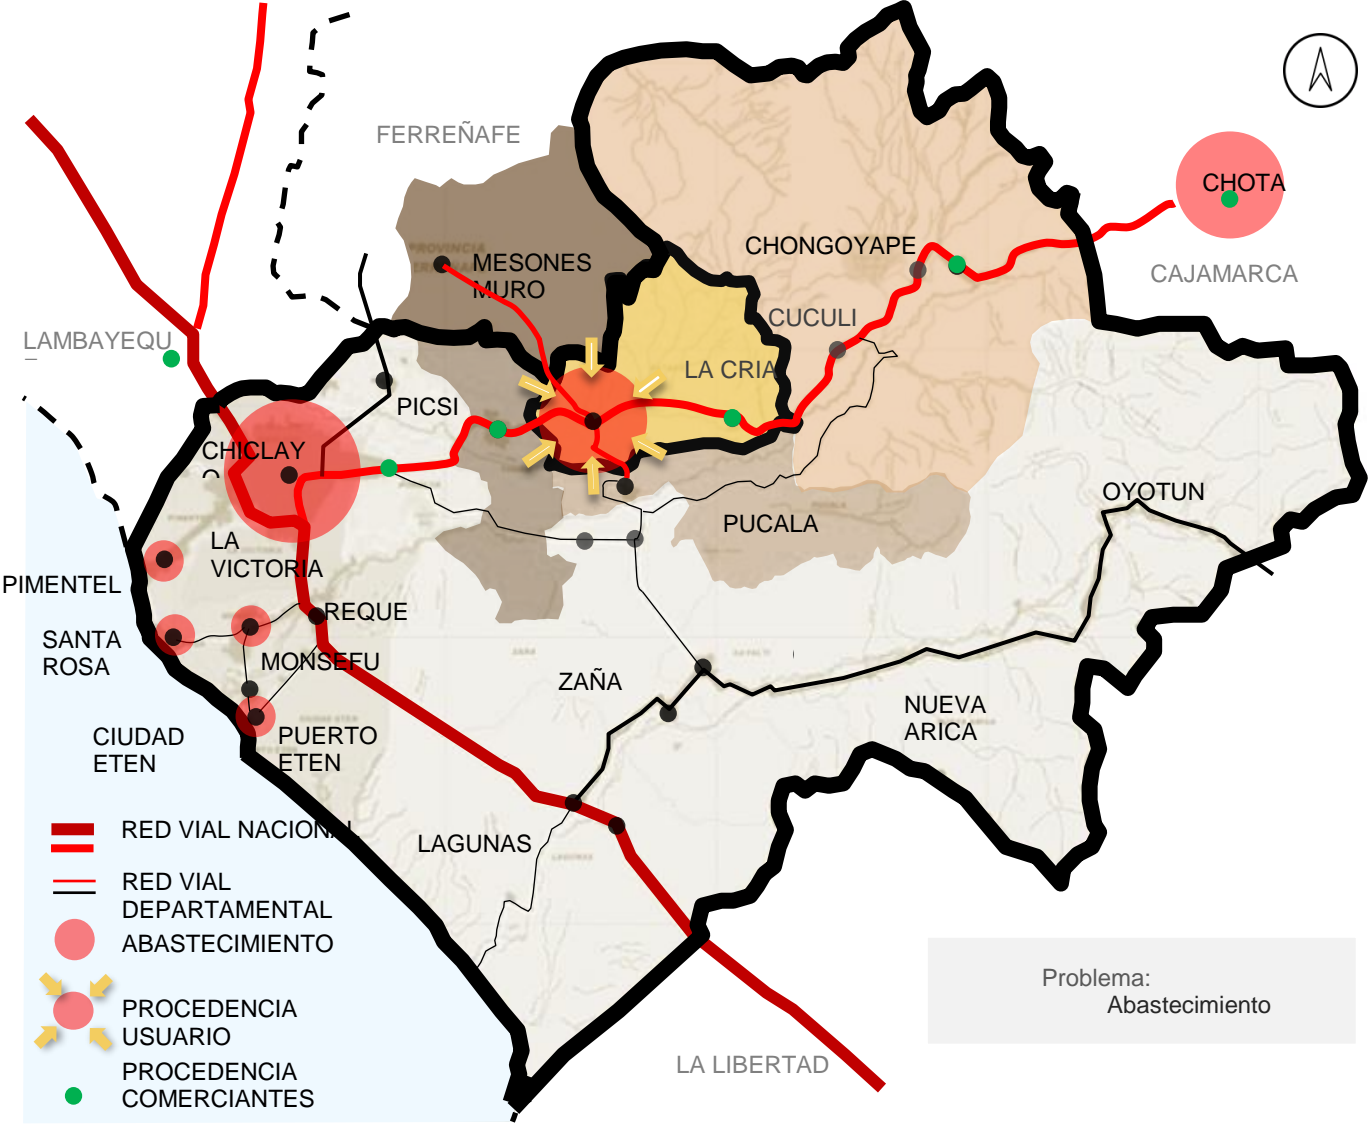 FERREÑAFE
CHOTA
PROVINCIA
MESONES
MURO
CHONGOYAPE
CAJAMARCA
CUCULI
LAMBAYEQU
LA CRIA
PICSI
CHICLAY
O
OYOTUN
PUCALA
LA
VICTORIA
PIMENTEL
REQUE
SANTA
ROSA
MONSEFU
ZAÑA
NUEVA
ARICA
CIUDAD
ETEN
PUERTO
ETEN
RED VIAL NACIONAL
LAGUNAS
RED VIAL
DEPARTAMENTAL
ABASTECIMIENTO
PROCEDENCIA
USUARIO
PROCEDENCIA
COMERCIANTES
Problema:
Abastecimiento
LA LIBERTAD